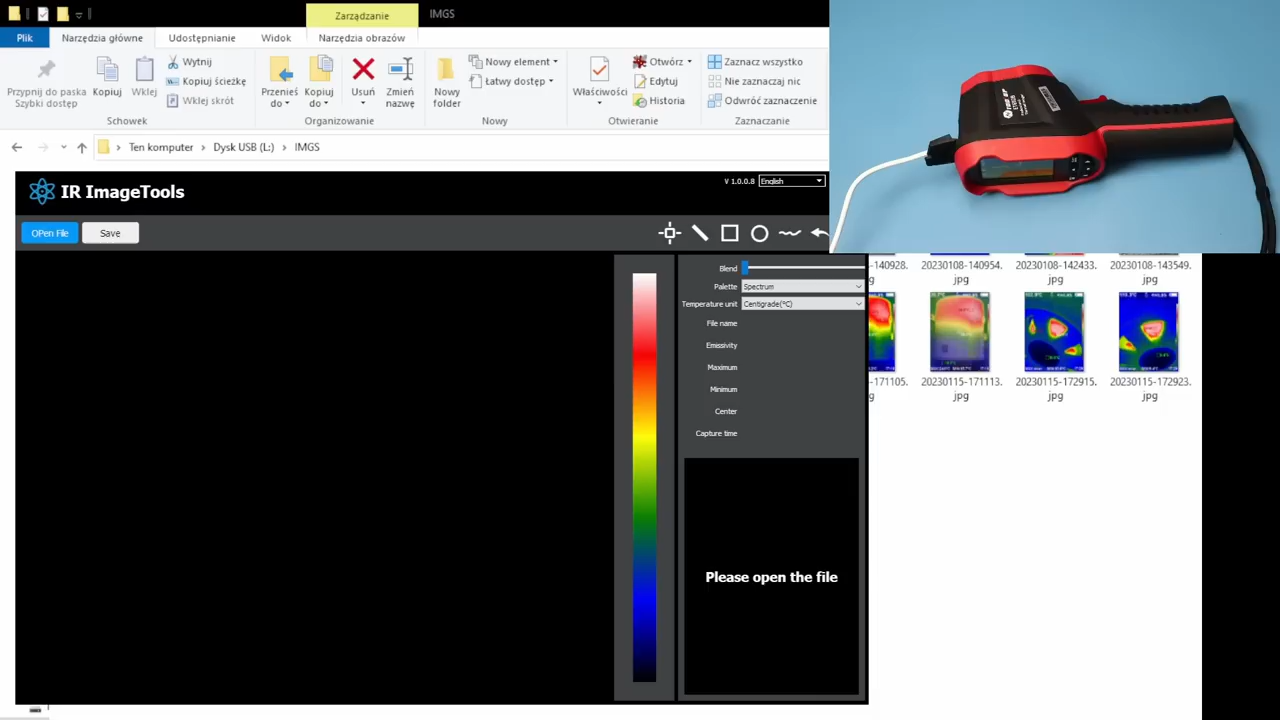 Zarządzanie
IMGS
Plik
Narzędzia główne
Udostępnianie
Widok
Narzędzia obrazów
Przypnij do paska
Szybki dostęp
Kopiuj
Wklej
Wytnij
Kopiuj ścieżkę
Wklej skrót
Schowek
Przenieś
do
Kopiuj
do
Usuń
Zmień
nazwę
Organizowanie
Nowy
folder
Nowy element
Łatwy dostęp
Nowy
Właściwości
Otwórz
Edytuj
Historia
Otwieranie
Zaznacz wszystko
Nie zaznaczaj nic
Odwróć zaznaczenie
Zaznaczanie
Ten komputer
Dysk USB (L:)
IMGS
IR ImageTools
V 1.0.0.8
English
OPen File
Save
Blend
Palette
Spectrum
Temperature unit
Centigrade(°C)
File name
Emissivity
Maximum
Minimum
Center
Capture time
Please open the file
-140928.
g
20230108-140954.
jpg
20230108-142433.
jpg
20230108-143549.
jpg
-171105.
g
20230115-171113.
jpg
20230115-172915.
jpg
20230115-172923.
jpg